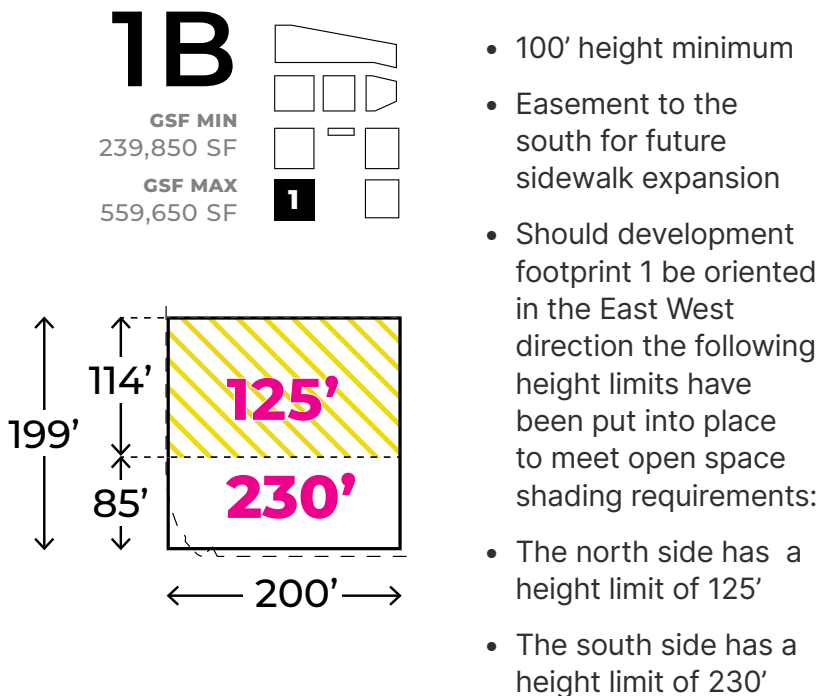 1B
GSF MIN
239,850 SF
GSF MAX
559,650 SF
1
114’
125’
199’
85’
230’
200’
• 100’ height minimum
• Easement to the
south for future
sidewalk expansion
• Should development
footprint 1 be oriented
in the East West
direction the following
height limits have
been put into place
to meet open space
shading requirements:
• The north side has a
height limit of 125’
• The south side has a
height limit of 230’